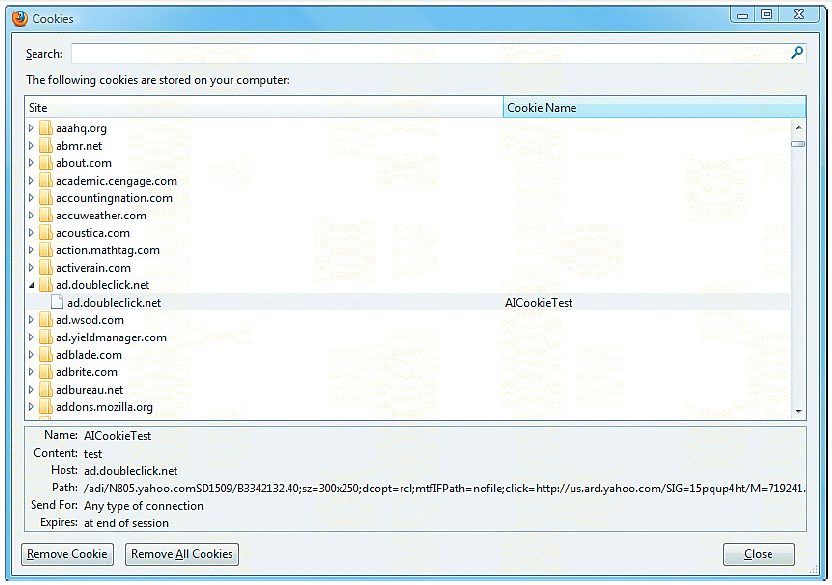 Cookies
Search:
The following cookies are stored on your computer:
Site Cookie Name
aaahq.org
abmr.net
about.com
academic.cengage.com
accountingnation.com
accuweather.com
acoustica.com
action.mathtag.com
activerain.com
ad.doubleclick.net
ad.doubleclick.net AICookieTest
ad.wsod.com
ad.yieldmanager.com
adblade.com
adbrite.com
adbureau.net
addons.mozilla.org
Name: AICookieTest
Content: test
Host: ad.doubleclick.net
Path: /adi/N805.yahoo.comSD1509/B3342132.40;sz=300x250;dcopt=rcl;mtfIFPath=nofile;click=http://us.ard.yahoo.com/SIG=15pqup4ht/M=719241.
Send For: Any type of connection
Expires: at end of session
Remove Cookie Remove All Cookies Close